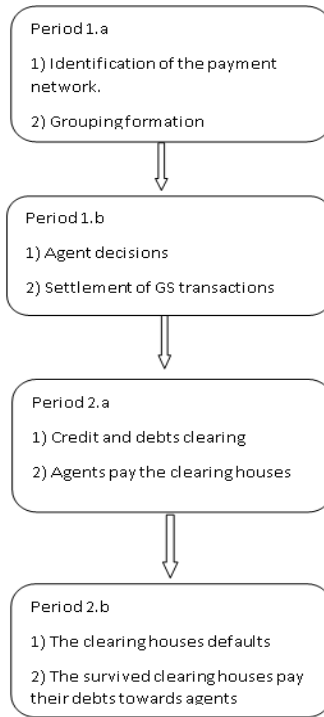 Period 1.a
1) Identification of the payment
network.
2) Grouping formation
Period 1.b
1) Agent decisions
2) Settlement of GS transactions
Period 2.a
1) Credit and debts clearing
2) Agents pay the clearing houses
Period 2.b
1) The clearing houses defaults
2) The survived clearing houses pay
their debts towards agents